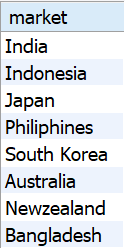 market
India
Indonesia
Japan
Philiphines
South Korea
Australia
Newzealand
Bangladesh